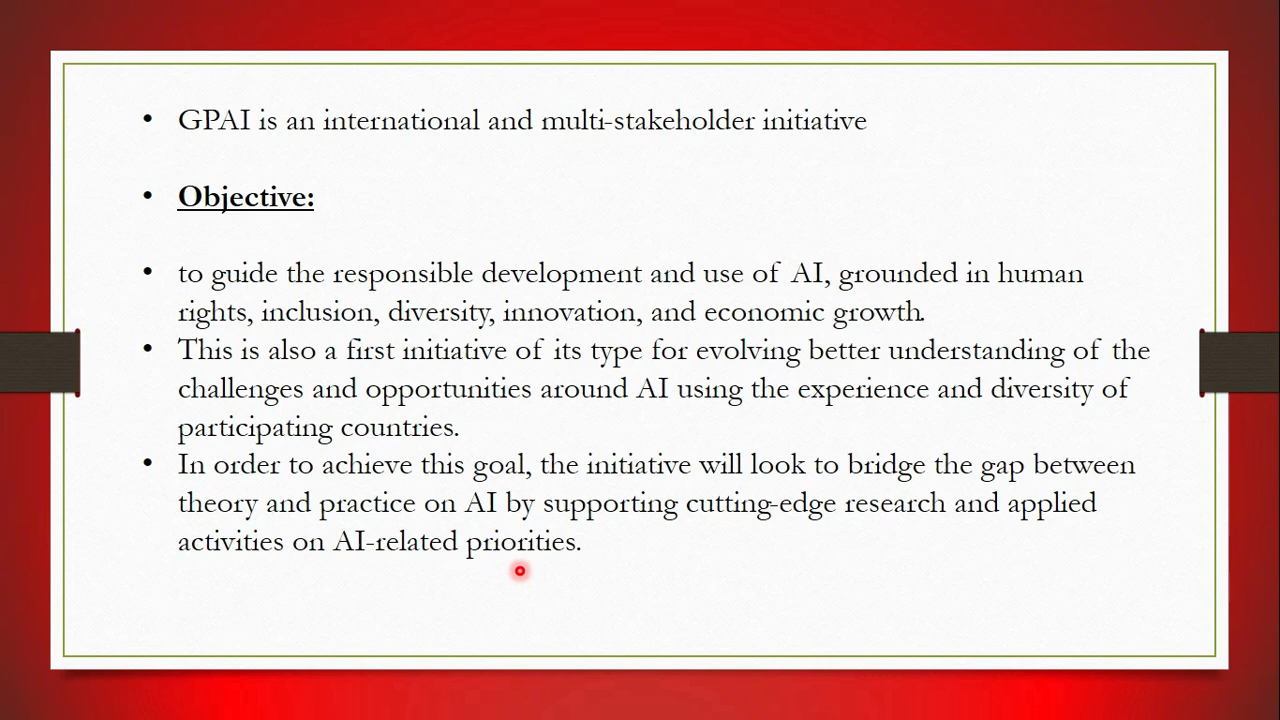 • GPAI is an international and multi-stakeholder initiative
• Objective:
• to guide the responsible development and use of AI, grounded in human
rights, inclusion, diversity, innovation, and economic growth.
• This is also a first initiative of its type for evolving better understanding of the
challenges and opportunities around AI using the experience and diversity of
participating countries.
• In order to achieve this goal, the initiative will look to bridge the gap between
theory and practice on AI by supporting cutting-edge research and applied
activities on AI-related priorities.